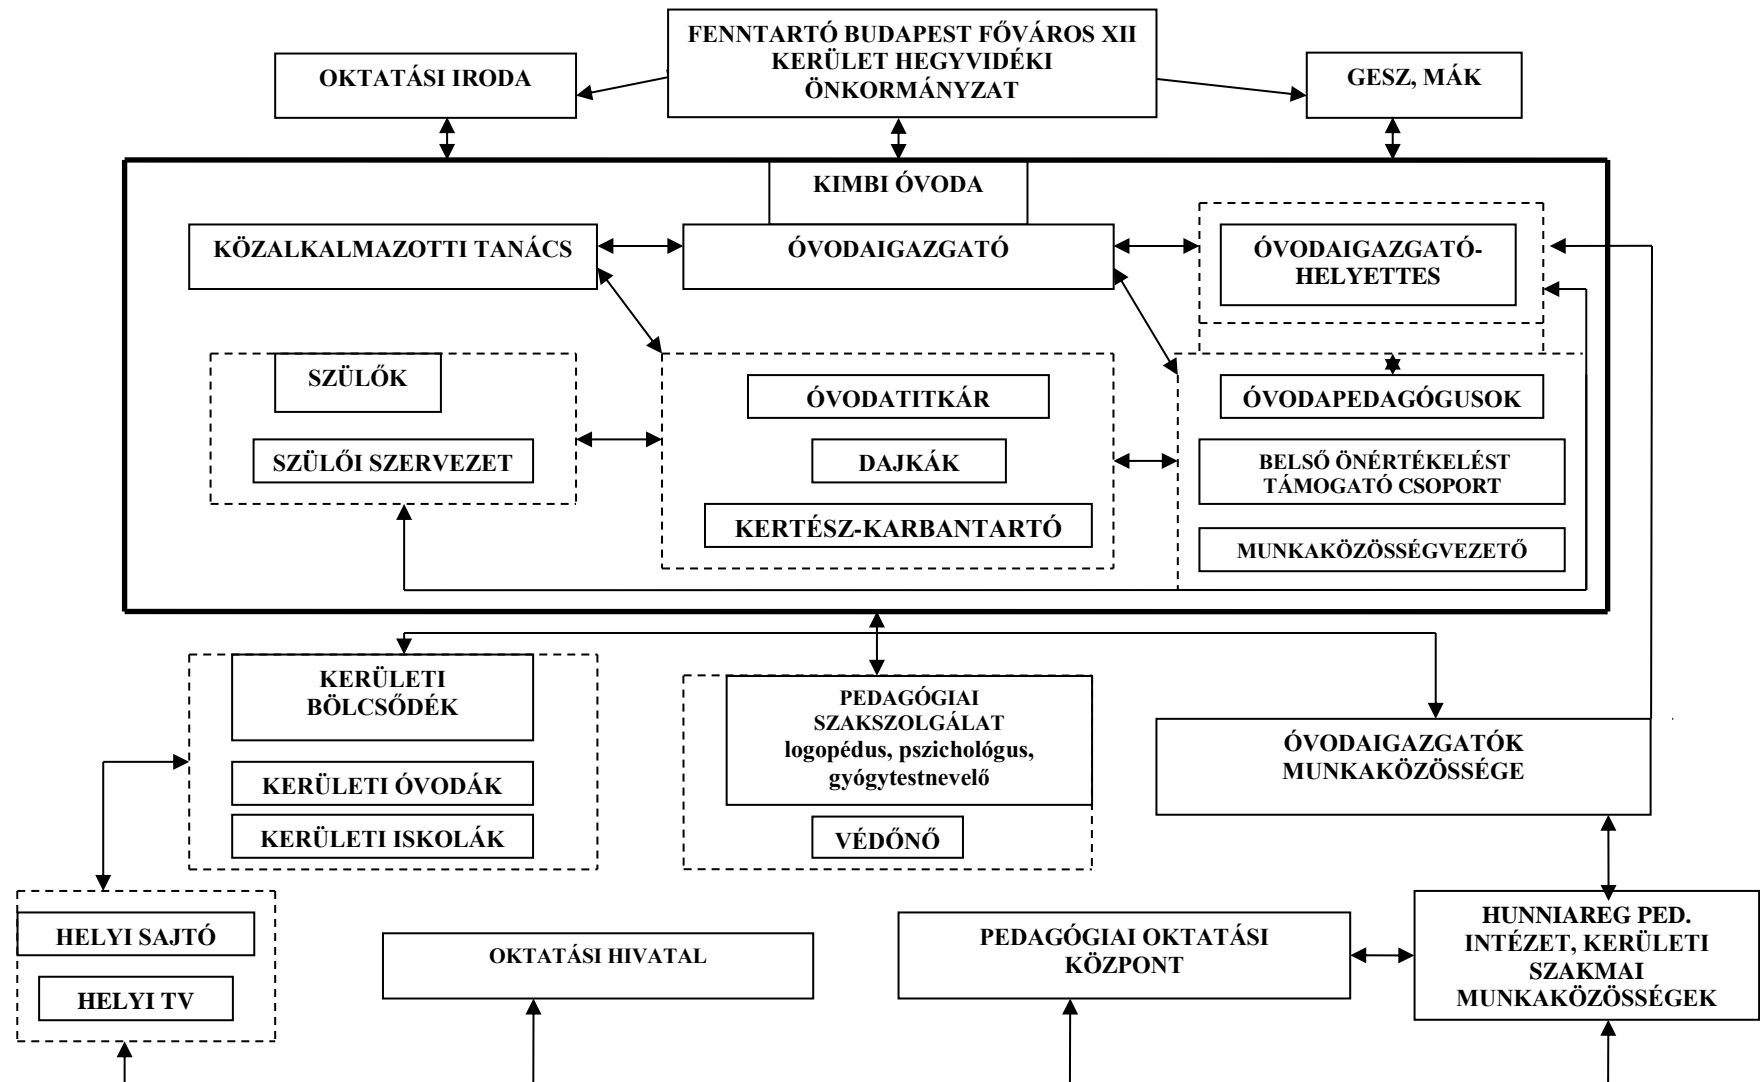 FENNTARTÓ BUDAPEST FŐVÁROS XII
KERÜLET HEGYVIDÉKI
ÖNKORMÁNYZAT
OKTATÁSI IRODA
GESZ, MÁK
KIMBI ÓVODA
KÖZALKALMAZOTTI TANÁCS
ÓVODAIGAZGATÓ
ÓVODAIGAZGATÓ-
HELYETTES
SZÜLŐK
SZÜLŐI SZERVEZET
ÓVODATITKÁR
DAJKÁK
KERTÉSZ-KARBANTARTÓ
ÓVODAPEDAGÓGUSOK
BELSŐ ÖNÉRTÉKELÉST
TÁMOGATÓ CSOPORT
MUNKAKÖZÖSSÉGVEZETŐ
KERÜLETI
BÖLCSŐDÉK
KERÜLETI ÓVODÁK
KERÜLETI ISKOLÁK
PEDAGÓGIAI
SZAKSZOLGÁLAT
logopédus, pszichológus,
gyógytestnevelő
VÉDŐNŐ
ÓVODAIGAZGATÓK
MUNKAKÖZÖSSÉGE
HELYI SAJTÓ
HELYI TV
OKTATÁSI HIVATAL
PEDAGÓGIAI OKTATÁSI
KÖZPONT
HUNNIAREG PED.
INTÉZET, KERÜLETI
SZAKMAI
MUNKAKÖZÖSSÉGEK